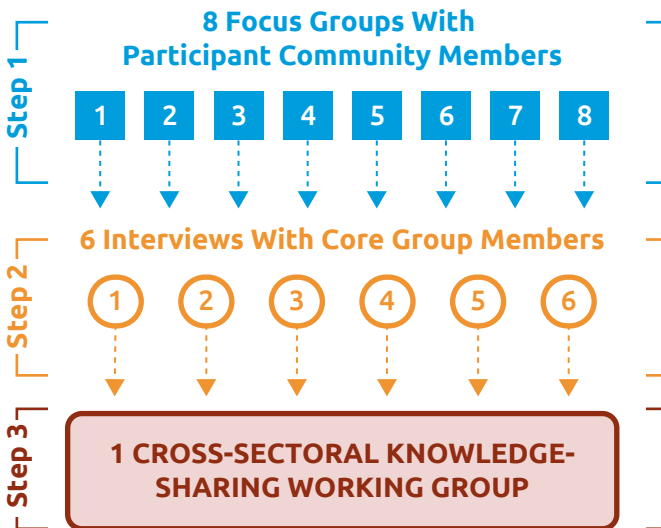 Step 1
8 Focus Groups With
Participant Community Members
1 2 3 4 5 6 7 8
Step 2
6 Interviews With Core Group Members
1 2 3 4 5 6
Step 3
1 CROSS-SECTORAL KNOWLEDGE-
SHARING WORKING GROUP